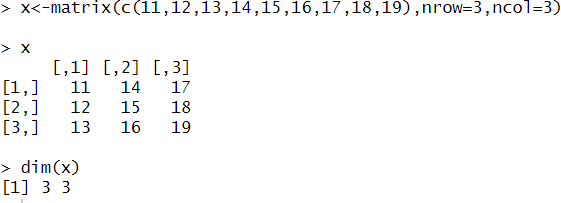 > x<-matrix(c(11,12,13,14,15,16,17,18,19),nrow=3,ncol=3)
> x
     [,1] [,2] [,3]
[1,]   11   14   17
[2,]   12   15   18
[3,]   13   16   19
> dim(x)
[1] 3 3